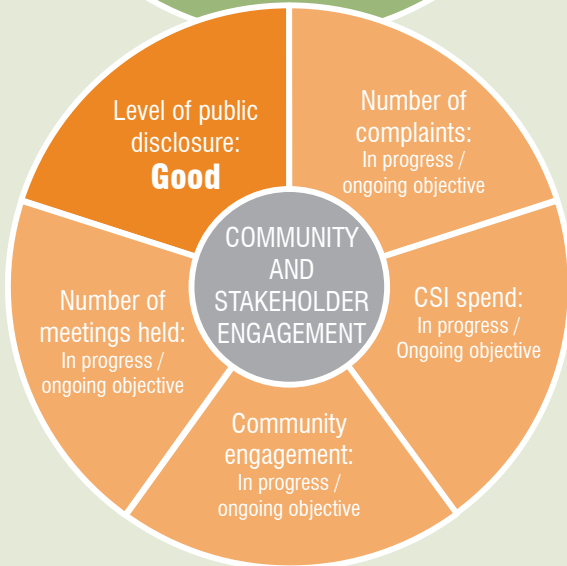 Level of public
disclosure:
Good
Number of
complaints:
In progress /
ongoing objective
COMMUNITY
AND
STAKEHOLDER
ENGAGEMENT
CSI spend:
In progress /
Ongoing objective
Community
engagement:
In progress /
ongoing objective
Number of
meetings held:
In progress /
ongoing objective